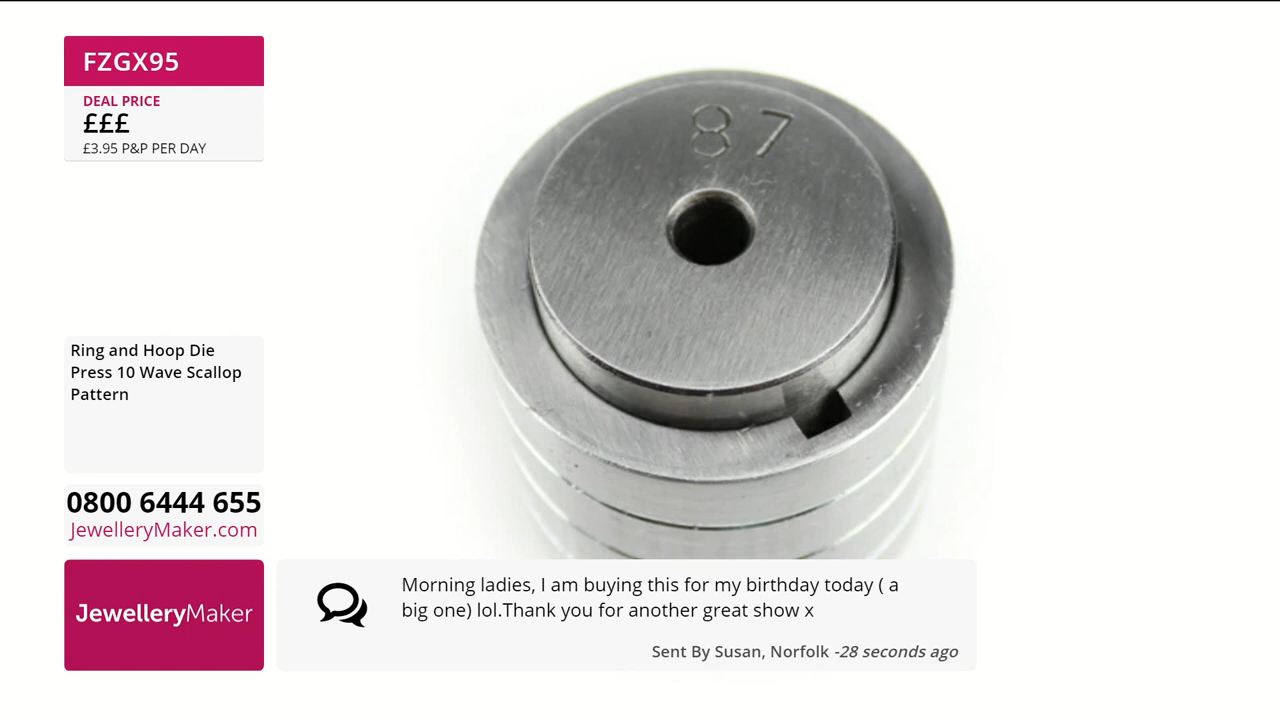 FZGX95
DEAL PRICE
£££
£3.95 P&P PER DAY
87
Ring and Hoop Die
Press 10 Wave Scallop
Pattern
0800 6444 655
JewelleryMaker.com
JewelleryMaker
Morning ladies, I am buying this for my birthday today ( a
big one) lol.Thank you for another great show x
Sent By Susan, Norfolk -28 seconds ago